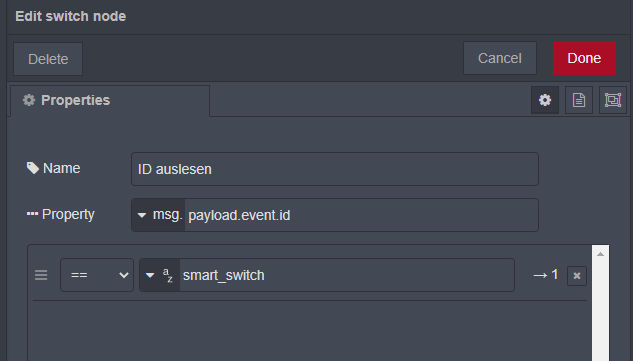 Edit switch node
Delete Cancel Done
Properties
Name ID auslesen
Property msg. payload.event.id
== a z smart_switch → 1 ×